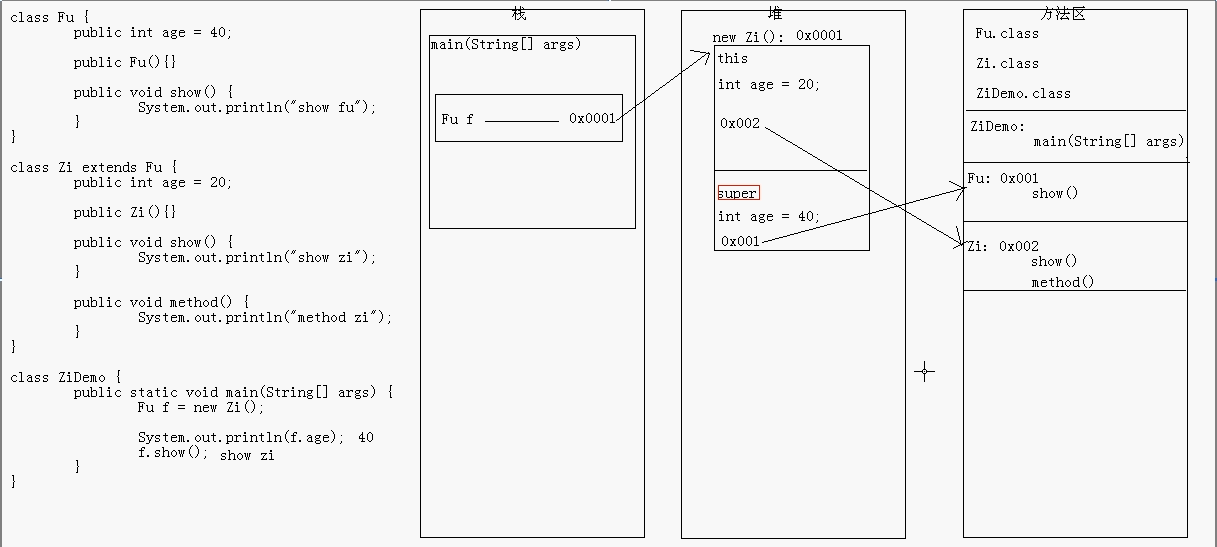 class Fu {
public int age = 40;
public Fu(){}
public void show() {
System.out.println("show fu");
}
}
class Zi extends Fu {
public int age = 20;
public Zi(){}
public void show() {
System.out.println("show zi");
}
public void method() {
System.out.println("method zi");
}
}
class ZiDemo {
public static void main(String[] args) {
Fu f = new Zi();
System.out.println(f.age); 40
f.show(); show zi
}
}
栈
main(String[] args)
Fu f 0x0001
堆
new Zi(): 0x0001
this
int age = 20;
0x002
super
int age = 40;
0x001
方法区
Fu.class
Zi.class
ZiDemo.class
ZiDemo:
main(String[] args)
Fu: 0x001
show()
Zi: 0x002
show()
method()